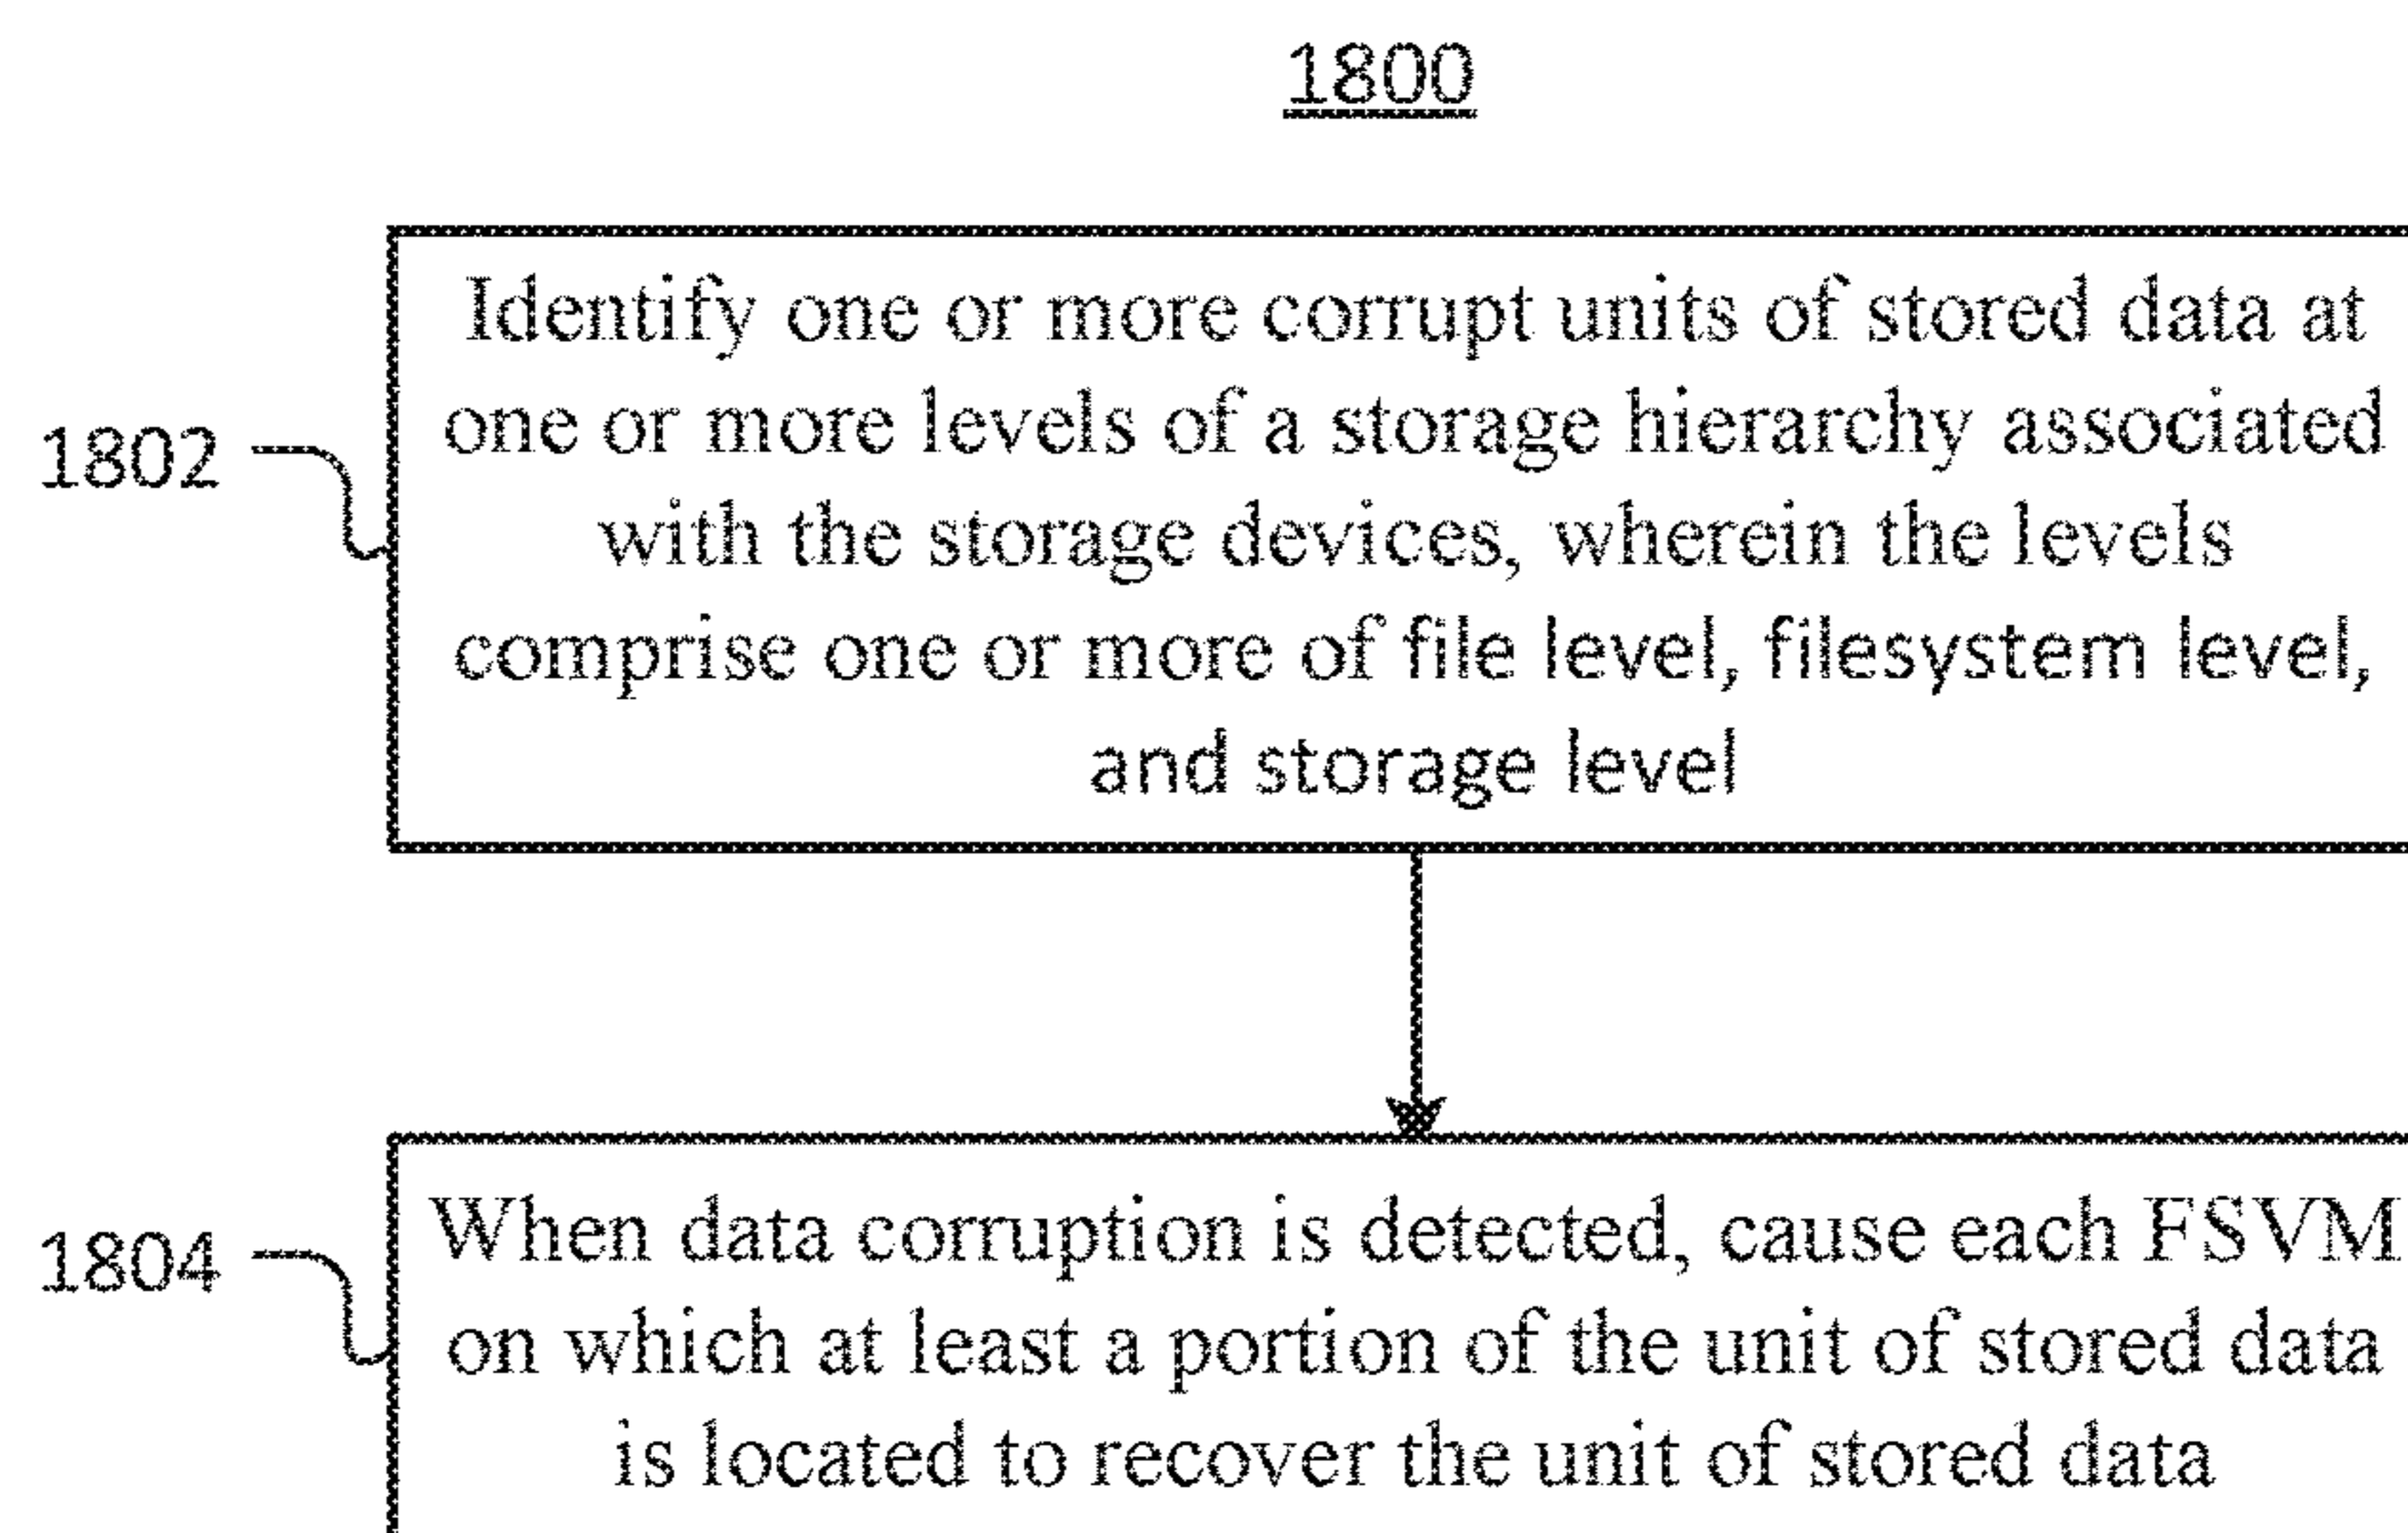 1800
Identify one or more corrupt units of stored data at
one or more levels of a storage hierarchy associated
1802
with the storage devices, wherein the levels
comprise one or more of file level, filesystem level,
and storage level
When data corruption is detected, cause each FSVM
1804
on which at least a portion of the unit of stored data
is located to recover the unit of stored data